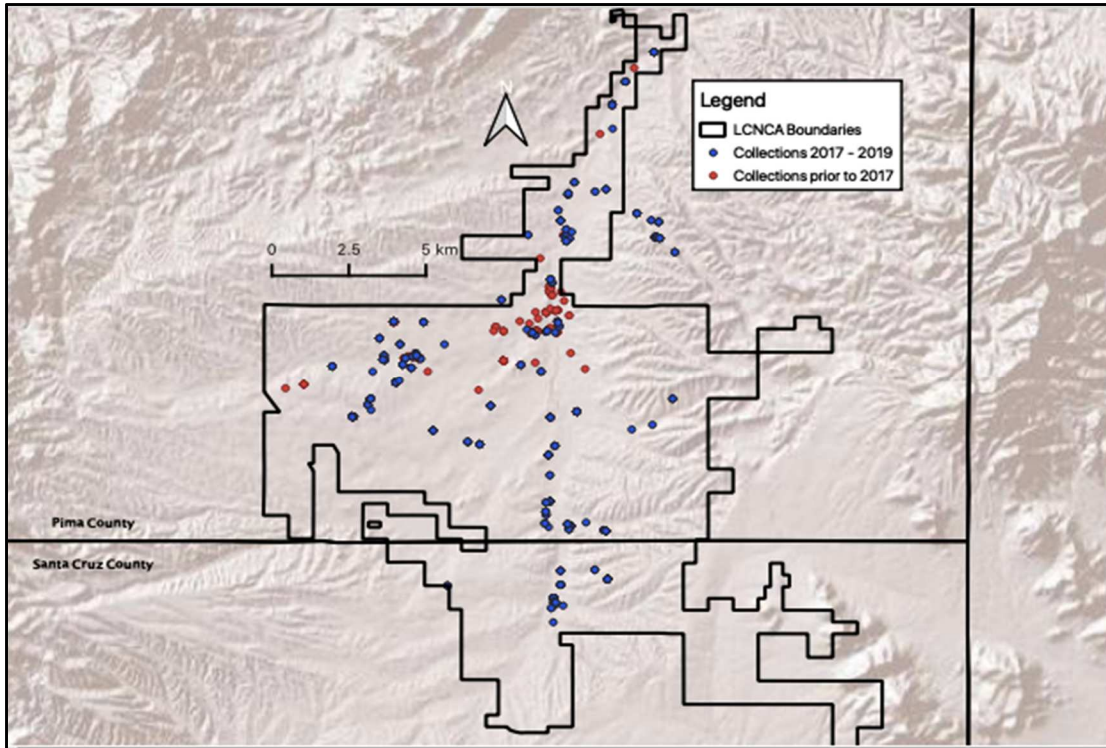 Legend
LCNCA Boundaries
Collections 2017 - 2019
Collections prior to 2017
0 2.5 5 km
Pima County
Santa Cruz County